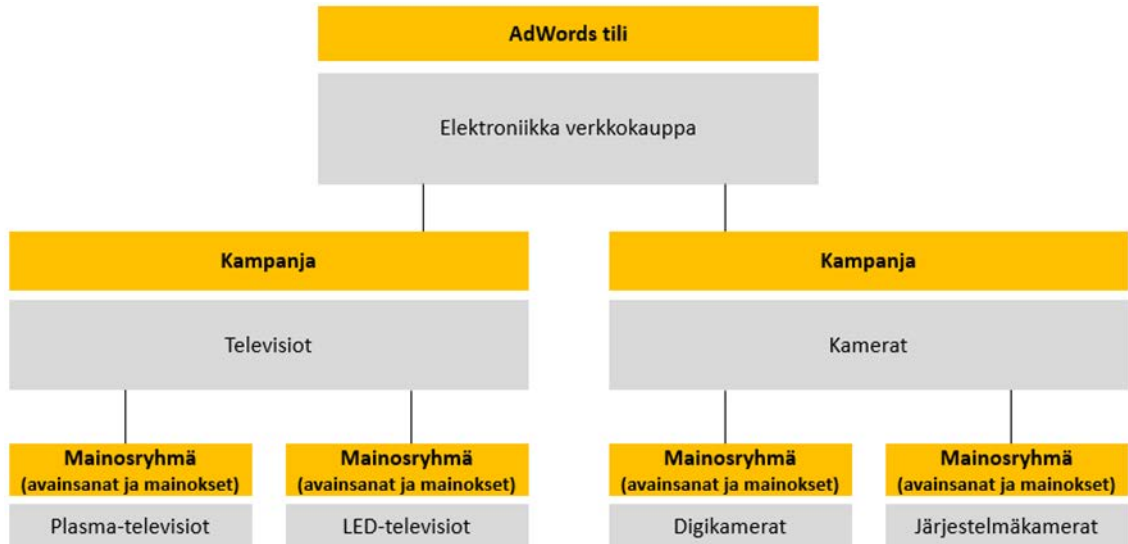 AdWords tili
Elektroniikka verkkokauppa
Kampanja
Kampanja
Televisiot
Kamerat
Mainosryhmä
(avainsanat ja mainokset)
Mainosryhmä
(avainsanat ja mainokset)
Mainosryhmä
(avainsanat ja mainokset)
Mainosryhmä
(avainsanat ja mainokset)
Plasma-televisiot
LED-televisiot
Digikamerat
Järjestelmäkamerat